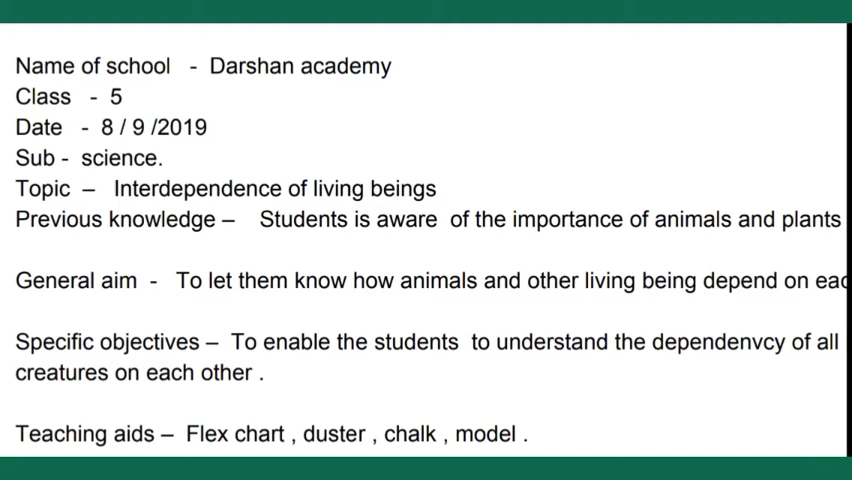 Name of school - Darshan academy
Class - 5
Date - 8 / 9 /2019
Sub - science.
Topic – Interdependence of living beings
Previous knowledge – Students is aware of the importance of animals and plants
General aim - To let them know how animals and other living being depend on eac
Specific objectives – To enable the students to understand the dependenvcy of all
creatures on each other .
Teaching aids – Flex chart , duster , chalk , model .